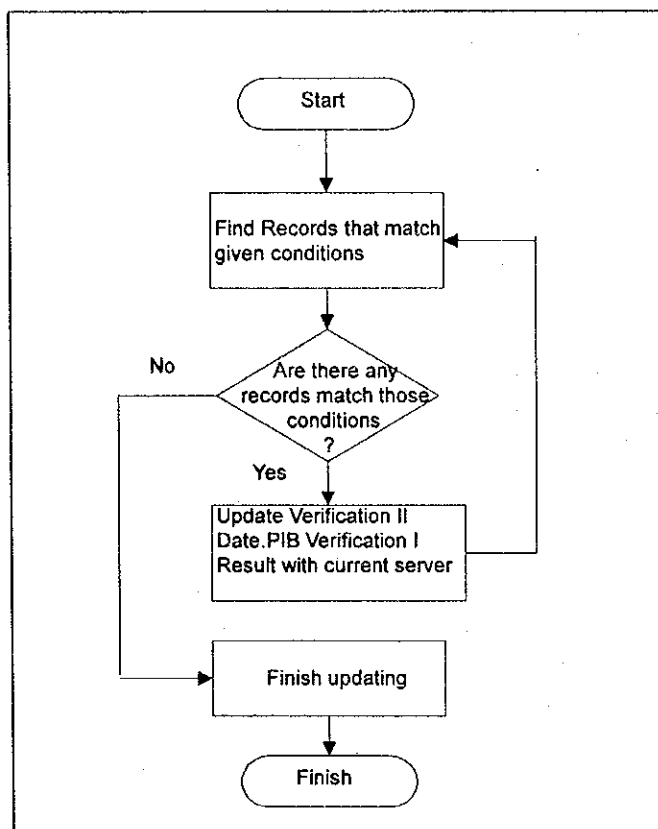 Start
Find Records that match
given conditions
No
Are there any
records match those
conditions
?
Yes
Update Verification II
Date.PIB Verification I
Result with current server
Finish updating
Finish